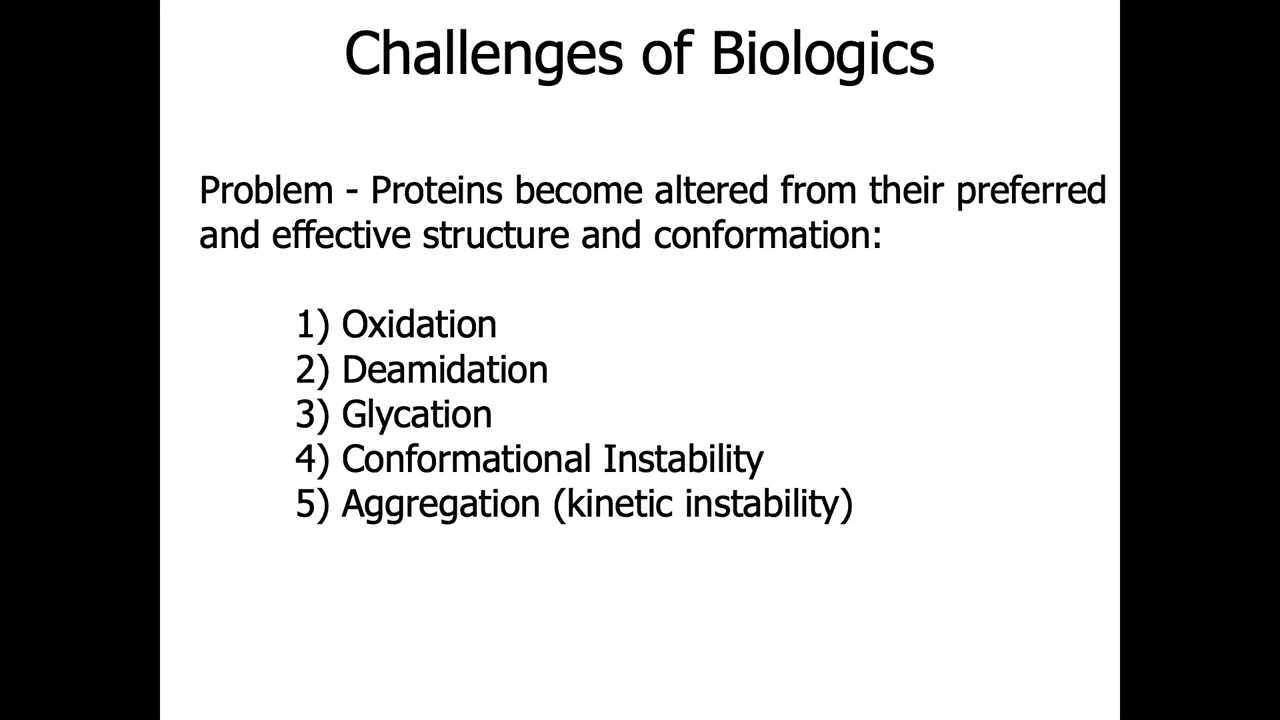 Challenges of Biologics
Problem - Proteins become altered from their preferred
and effective structure and conformation:
1) Oxidation
2) Deamidation
3) Glycation
4) Conformational Instability
5) Aggregation (kinetic instability)